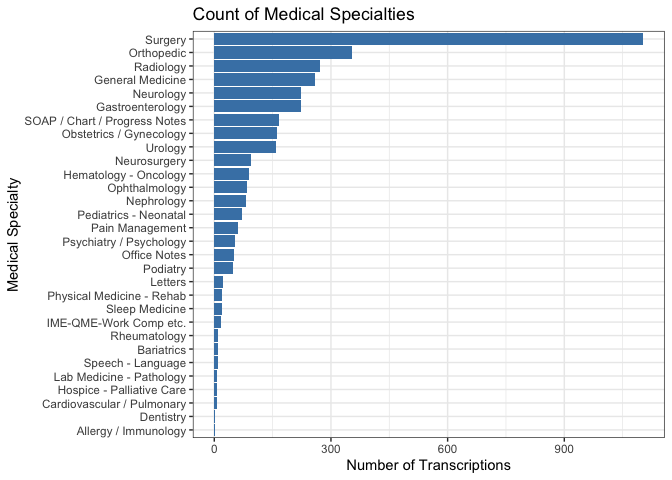 Count of Medical Specialties
Medical Specialty
Surgery
Orthopedic
Radiology
General Medicine
Neurology
Gastroenterology
SOAP / Chart / Progress Notes
Obstetrics / Gynecology
Urology
Neurosurgery
Hematology - Oncology
Ophthalmology
Nephrology
Pediatrics - Neonatal
Pain Management
Psychiatry / Psychology
Office Notes
Podiatry
Letters
Physical Medicine - Rehab
Sleep Medicine
IME-QME-Work Comp etc.
Rheumatology
Bariatrics
Speech - Language
Lab Medicine - Pathology
Hospice - Palliative Care
Cardiovascular / Pulmonary
Dentistry
Allergy / Immunology
0 300 600 900
Number of Transcriptions